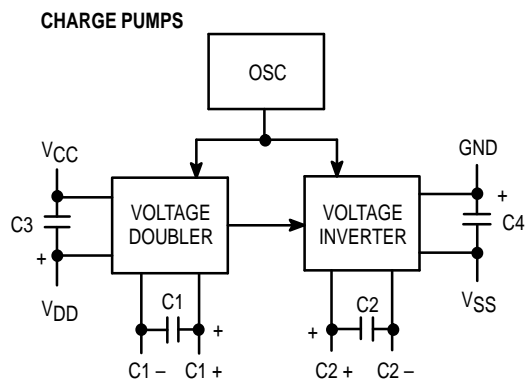 CHARGE PUMPS
OSC
VCC
GND
C3
+
VOLTAGE
DOUBLER
VOLTAGE
INVERTER
+
C4
VDD
VSS
C1
+
C2
+
C1 –
C1 +
C2 +
C2 –